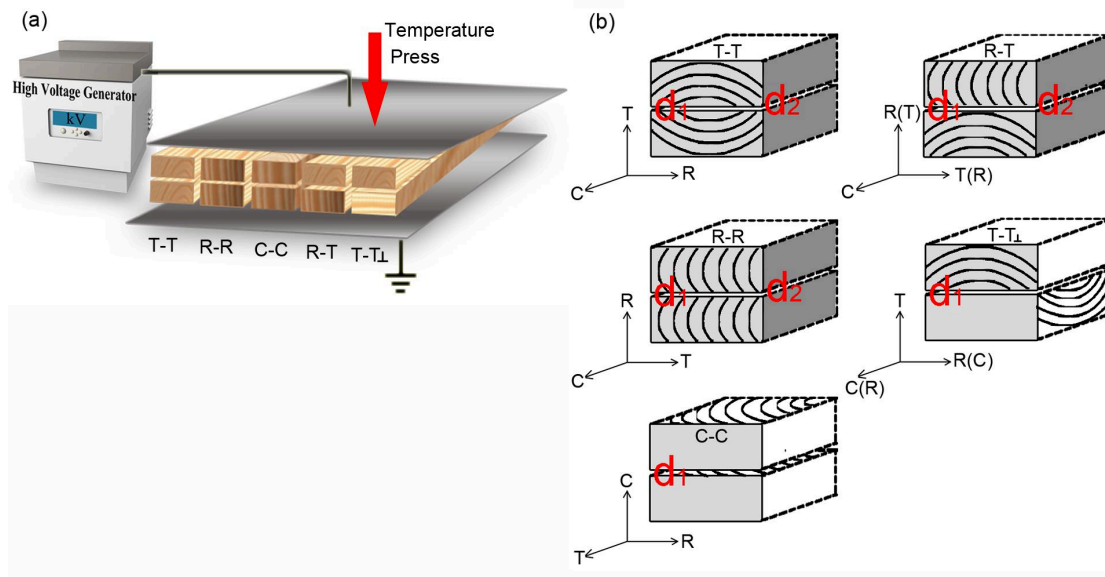 (a)
Temperature
Press
High Voltage Generator
kV
T-T R-R C-C R-T T-T⊥
(b)
T-T
d1 d2
T
R
C
R-T
d1 d2
R(T)
T(R)
C
R-R
d1 d2
R
T
C
T-T⊥
d1
T
R(C)
C(R)
C-C
d1
C
R
T